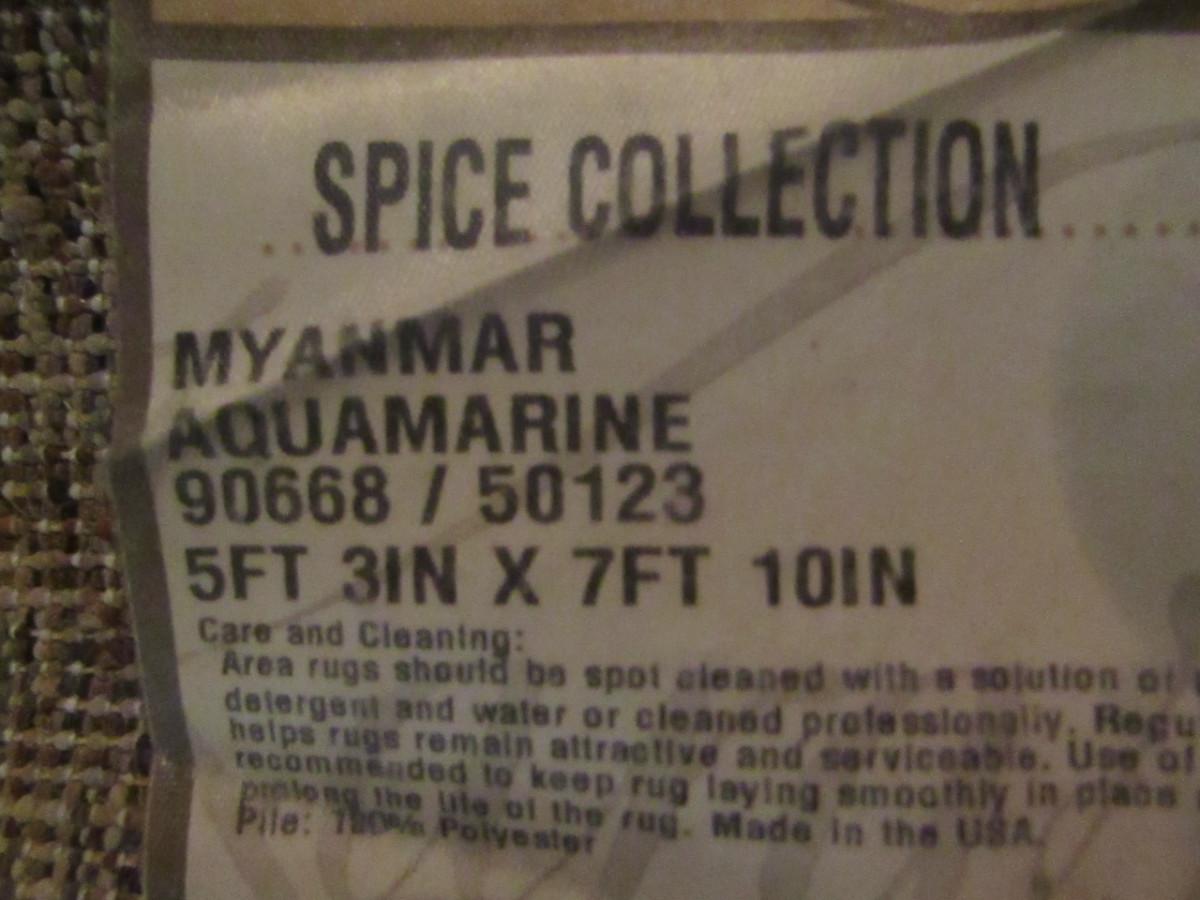 SPICE COLLECTION
MYANMAR
AQUAMARINE
90668 / 50123
5FT 3IN X 7FT 10IN
Care and Cleaning:
Area rugs should be spot cleaned with a solution of
detergent and water or cleaned professionally. Regu
helps rugs remain attractive and serviceable. Use of
recommended to keep rug laying smoothly in place
prolong the life of the rug. Made in the USA.
Pile: 100% Polyester